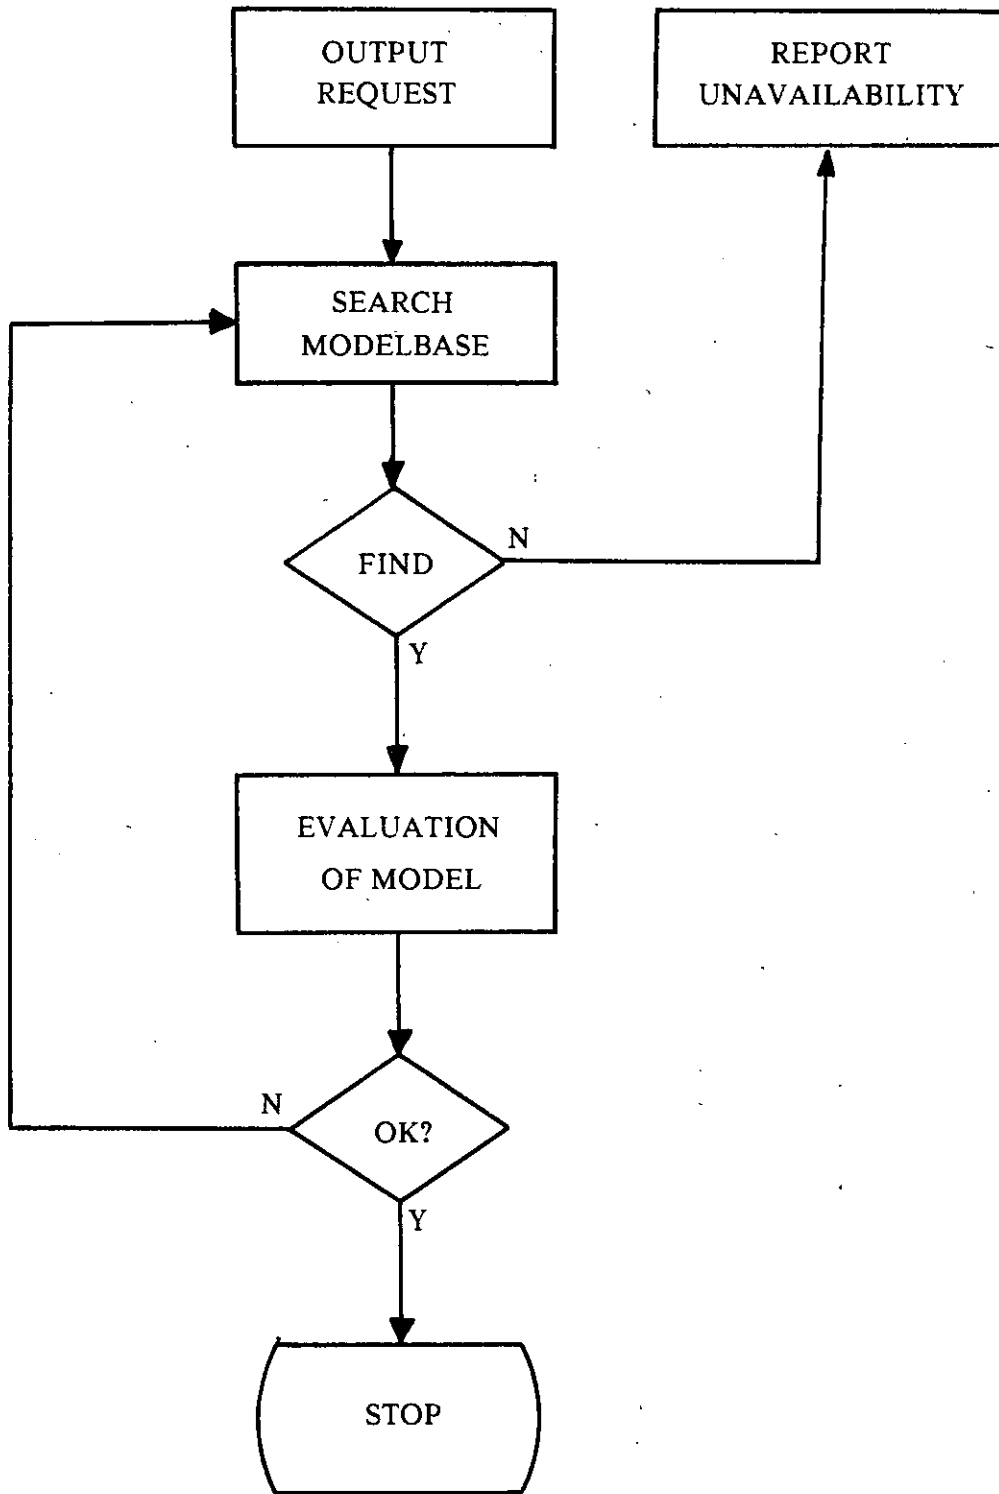 OUTPUT
REQUEST
REPORT
UNAVAILABILITY
SEARCH
MODELBASE
FIND
N
Y
EVALUATION
OF MODEL
N
OK?
Y
STOP